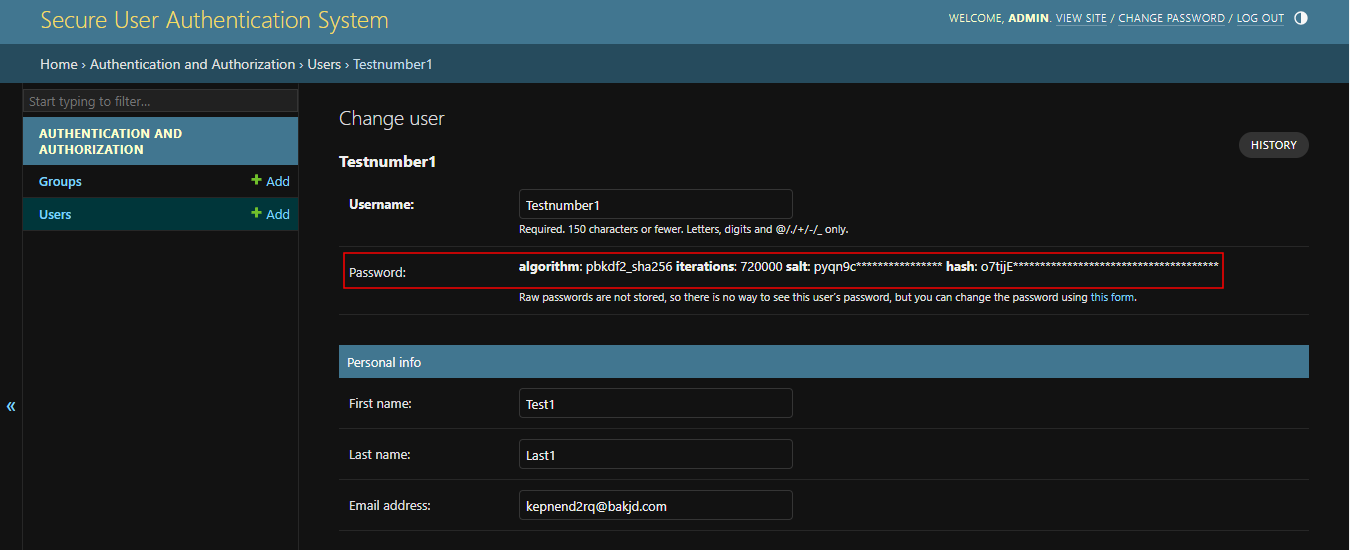 Secure User Authentication System
WELCOME, ADMIN. VIEW SITE / CHANGE PASSWORD / LOG OUT
Home › Authentication and Authorization › Users › Testnumber1
Start typing to filter...
AUTHENTICATION AND
AUTHORIZATION
Groups + Add
Users + Add
«
Change user
HISTORY
Testnumber1
Username: Testnumber1
Required. 150 characters or fewer. Letters, digits and @/./+/-/_ only.
Password: algorithm: pbkdf2_sha256 iterations: 720000 salt: pyqn9c**************** hash: o7tijE**************************************
Raw passwords are not stored, so there is no way to see this user's password, but you can change the password using this form.
Personal info
First name: Test1
Last name: Last1
Email address: kepnend2rq@bakjd.com